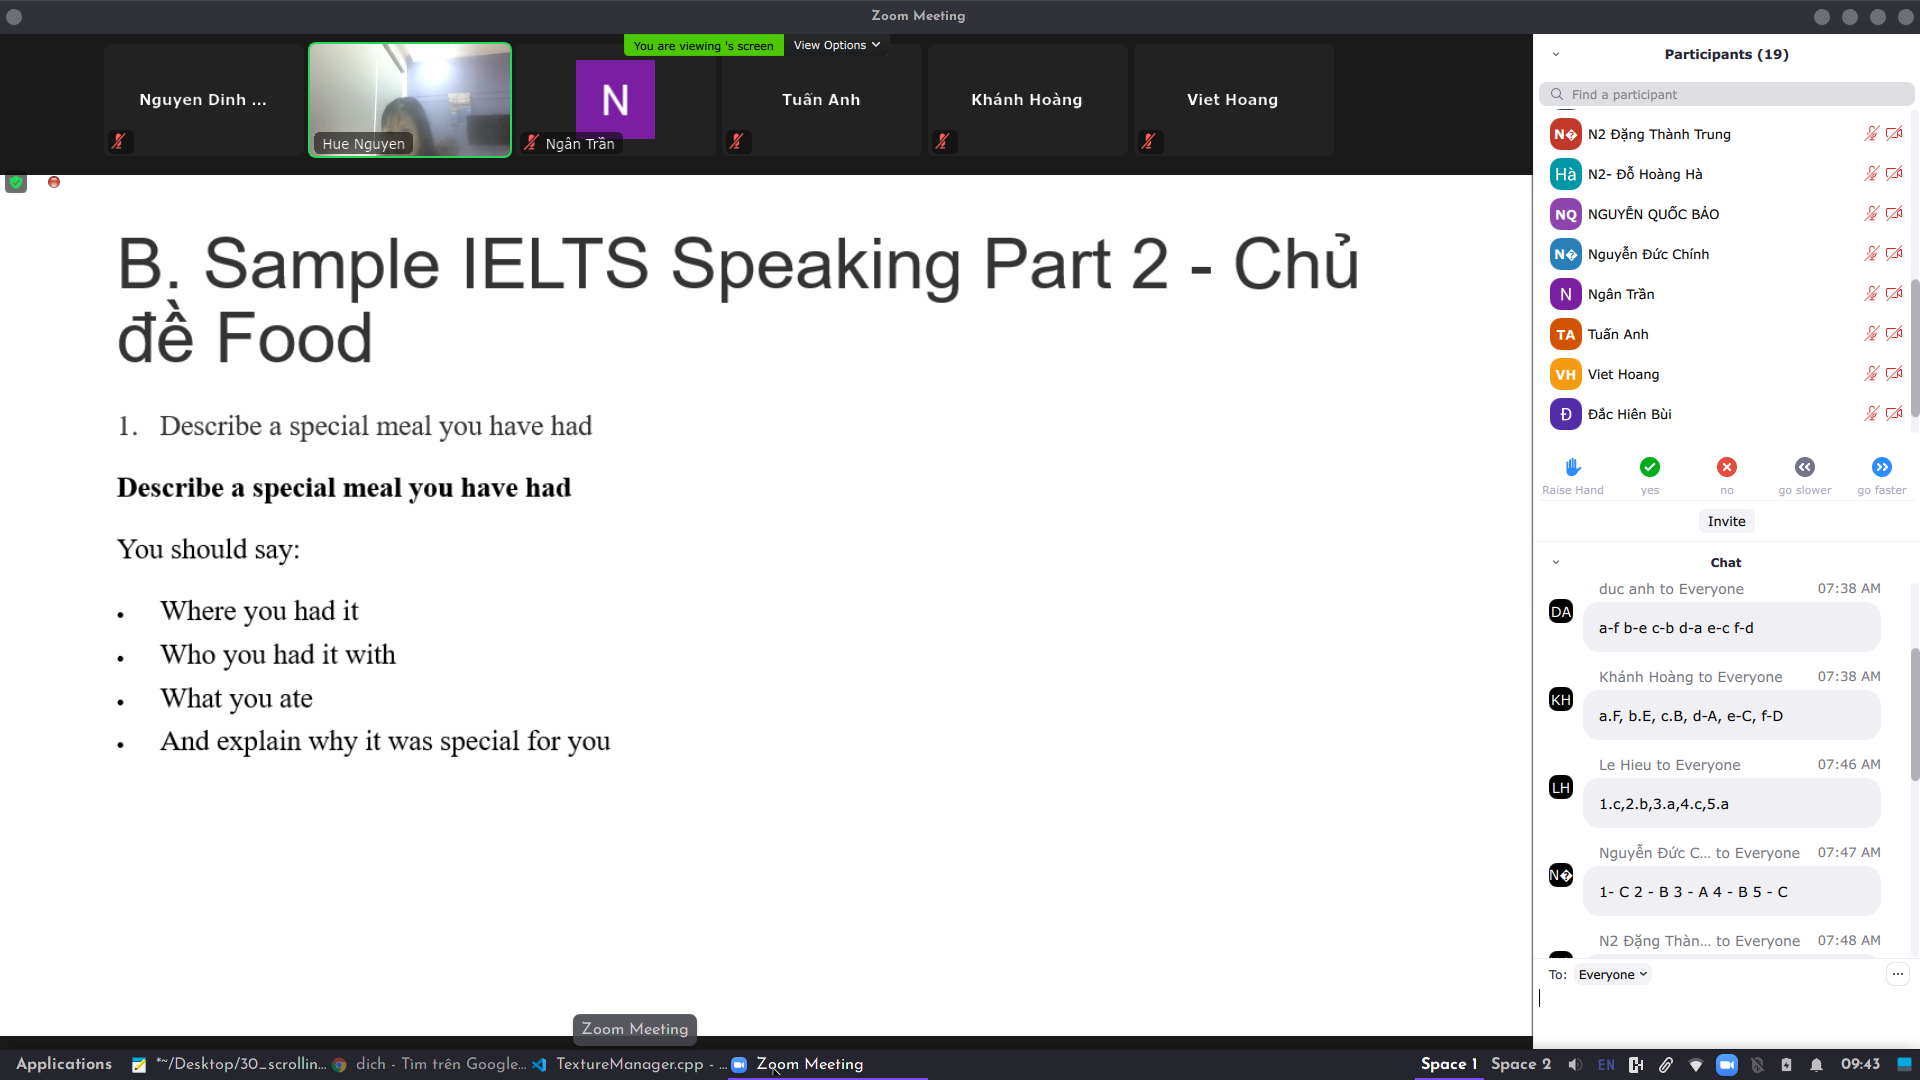 Zoom Meeting
You are viewing 's screen
View Options
Nguyen Dinh ...
Hue Nguyen
N
Ngân Trần
Tuấn Anh
Khánh Hoàng
Viet Hoang
B. Sample IELTS Speaking Part 2 - Chủ
đề Food
1. Describe a special meal you have had
Describe a special meal you have had
You should say:
• Where you had it
• Who you had it with
• What you ate
• And explain why it was special for you
Participants (19)
Find a participant
N� N2 Đặng Thành Trung
Hà N2- Đỗ Hoàng Hà
NQ NGUYỄN QUỐC BẢO
N� Nguyễn Đức Chính
N Ngân Trần
TA Tuấn Anh
VH Viet Hoang
Đ Đắc Hiên Bùi
Raise Hand yes no go slower go faster
Invite
Chat
duc anh to Everyone 07:38 AM
DA
a-f b-e c-b d-a e-c f-d
Khánh Hoàng to Everyone 07:38 AM
KH
a.F, b.E, c.B, d-A, e-C, f-D
Le Hieu to Everyone 07:46 AM
LH
1.c,2.b,3.a,4.c,5.a
Nguyễn Đức C... to Everyone 07:47 AM
N�
1- C 2 - B 3 - A 4 - B 5 - C
N2 Đặng Thàn... to Everyone 07:48 AM
To: Everyone
Zoom Meeting
Applications *~/Desktop/30_scrollin... dich - Tìm trên Google... TextureManager.cpp - ... Zoom Meeting Space 1 Space 2 EN 09:43